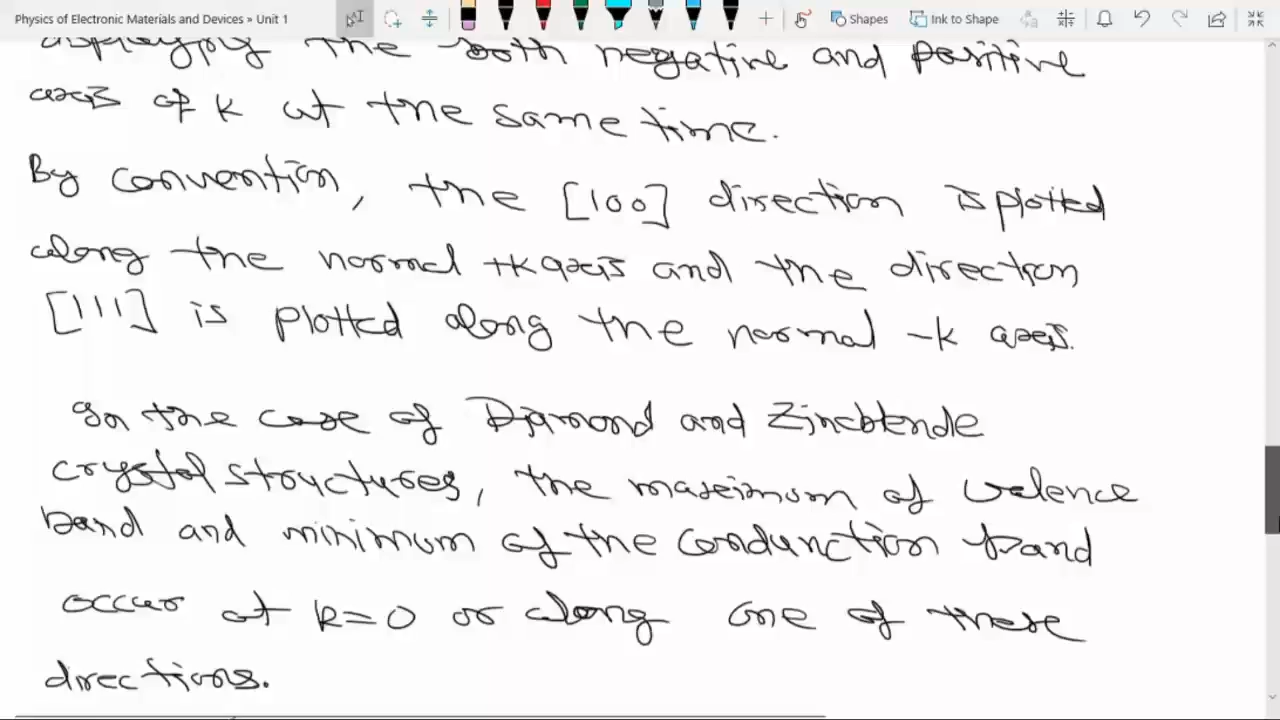 Physics of Electronic Materials and Devices » Unit 1
Shapes
Ink to Shape
displaying the both negative and positive
axis of k at the same time.
By convention, the [100] direction is plotted
along the normal +k axis and the direction
[111] is plotted along the normal -k axis.
In the case of Diamond and Zincblende
crystal structures, the maximum of valence
band and minimum of the condunction band
occur at k=0 or along one of these
directions.